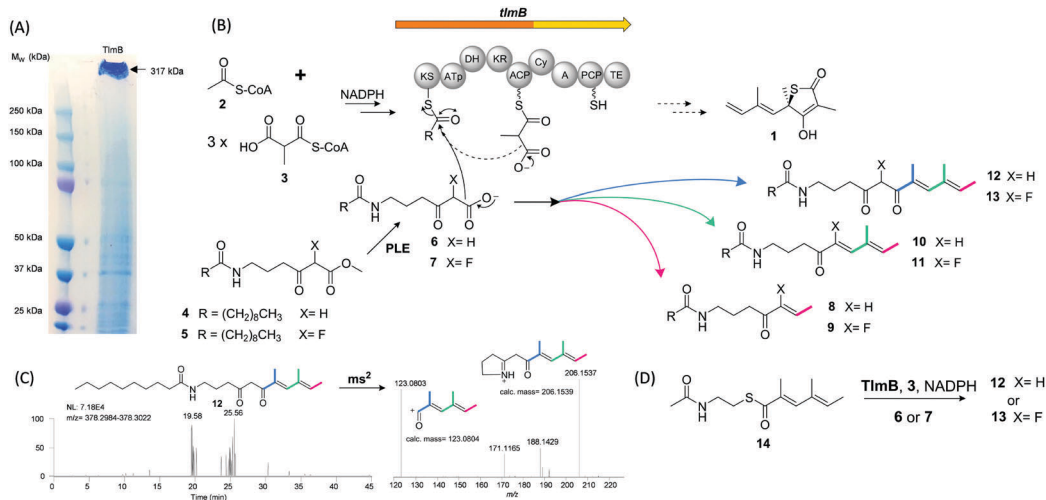 (A)
TlmB
Mw (kDa)
317 kDa
250 kDa
150 kDa
100 kDa
50 kDa
37 kDa
25 kDa
(B)
tlmB
O
S-CoA
2
+
3 x
HO
O
O
S-CoA
3
NADPH
KS
ATp
DH
KR
ACP
Cy
A
PCP
TE
S
O
R
S
O
O
O⁻
SH
S
O
OH
1
R
O
N
H
O
X
O
O⁻
6 X= H
7 X= F
PLE
R
O
N
H
O
X
O
O
4 R = (CH2)8CH3 X= H
5 R = (CH2)8CH3 X= F
R
O
N
H
O
X
O
12 X= H
13 X= F
R
O
N
H
O
X
10 X= H
11 X= F
R
O
N
H
O
X
8 X= H
9 X= F
(C)
O
N
H
O
O
12
NL: 7.18E4
m/z= 378.2984-378.3022
19.58
25.56
100
50
0
0 5 10 15 20 25 30 35 40 45
Time (min)
ms²
123.0803
O
+
calc. mass= 123.0804
N
H
+
O
calc. mass= 206.1539
206.1537
171.1165
188.1429
120 130 140 150 160 170 180 190 200 210 220
m/z
(D)
O
N
H
S
O
14
TlmB, 3, NADPH
6 or 7
12 X= H
or
13 X= F